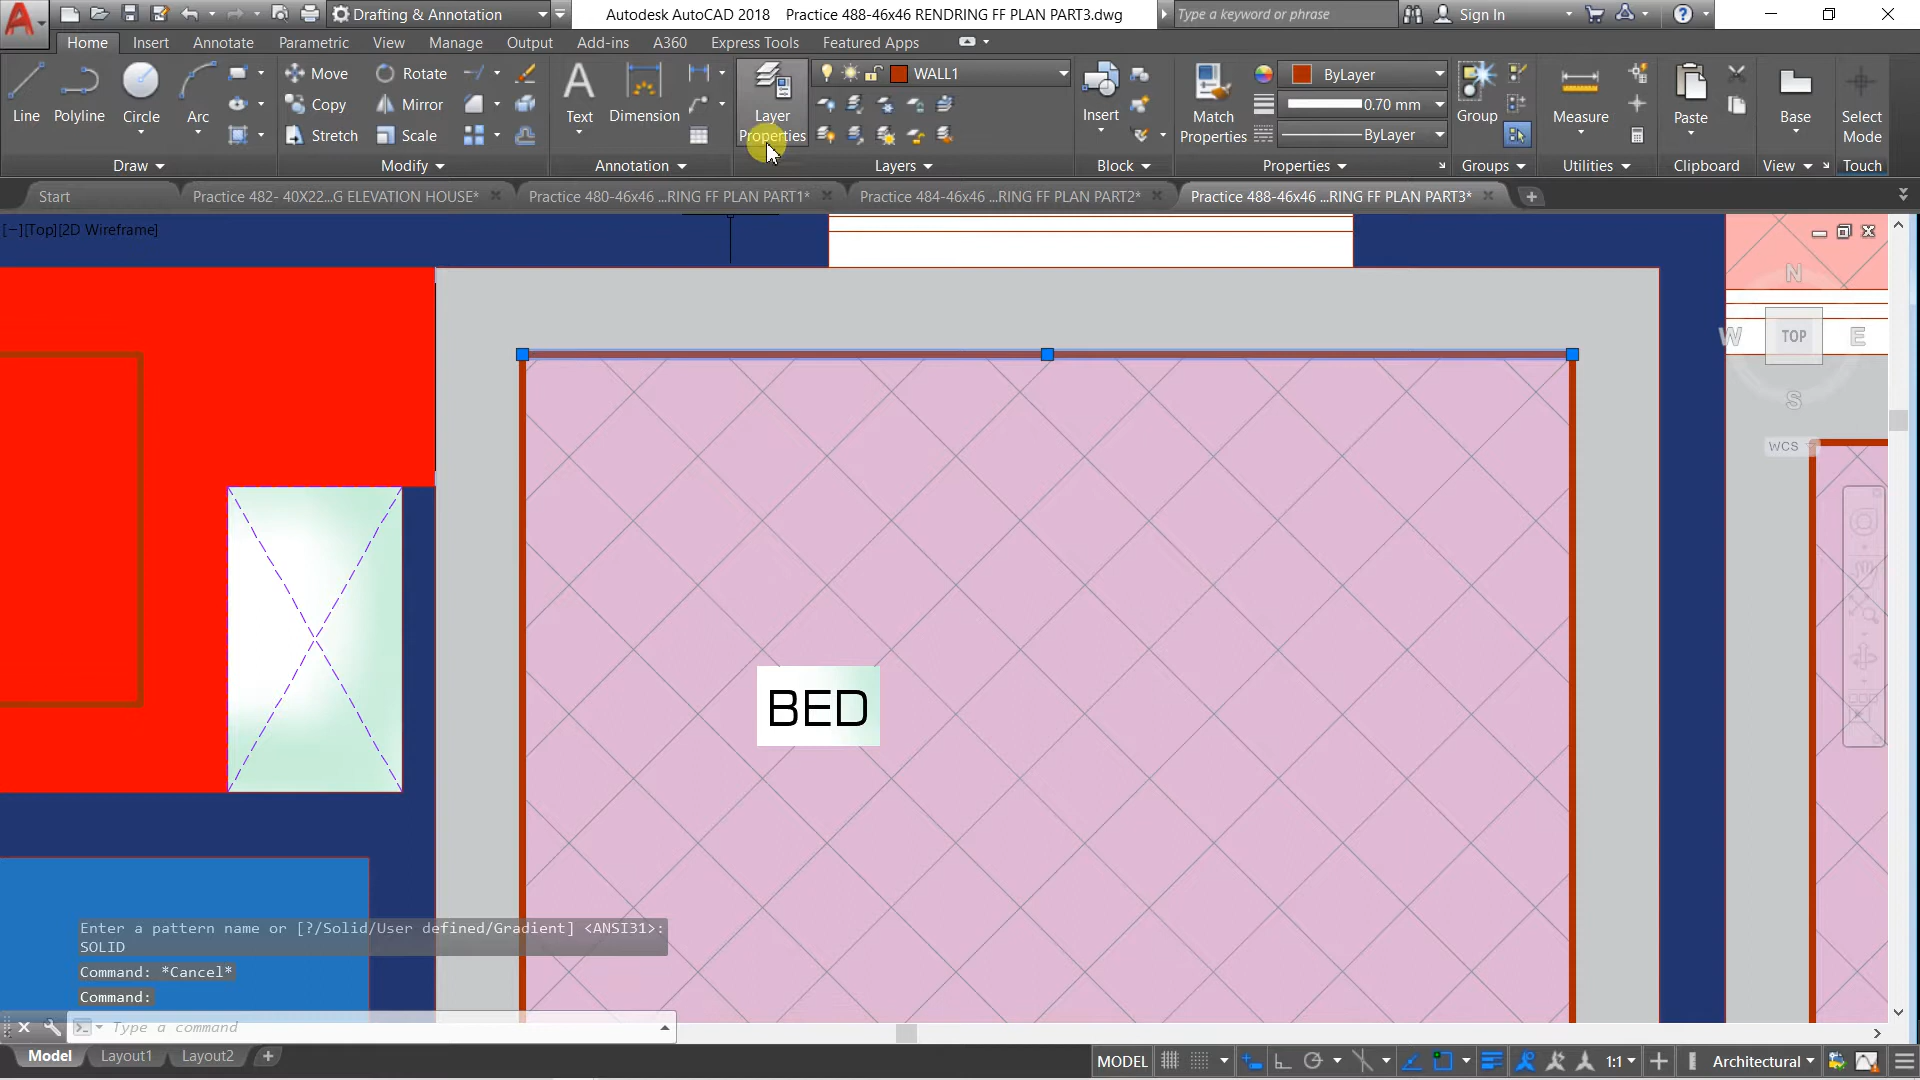 Drafting & Annotation
Autodesk AutoCAD 2018 Practice 488-46x46 RENDRING FF PLAN PART3.dwg
Type a keyword or phrase
Sign In
Home Insert Annotate Parametric View Manage Output Add-ins A360 Express Tools Featured Apps
Line Polyline Circle Arc
Move Rotate
Copy Mirror
Stretch Scale
Text Dimension
Layer Properties
WALL1
Insert
Match Properties
ByLayer
0.70 mm
ByLayer
Group
Measure
Paste
Base
Select Mode
Draw Modify Annotation Layers Block Properties Groups Utilities Clipboard View Touch
Start
Practice 482- 40X22...G ELEVATION HOUSE*
Practice 480-46x46 ...RING FF PLAN PART1*
Practice 484-46x46 ...RING FF PLAN PART2*
Practice 488-46x46 ...RING FF PLAN PART3*
[−][Top][2D Wireframe]
N
W TOP E
S
WCS
BED
Enter a pattern name or [?/Solid/User defined/Gradient] <ANSI31>:
SOLID
Command: *Cancel*
Command:
Type a command
Model Layout1 Layout2
MODEL
1:1
Architectural